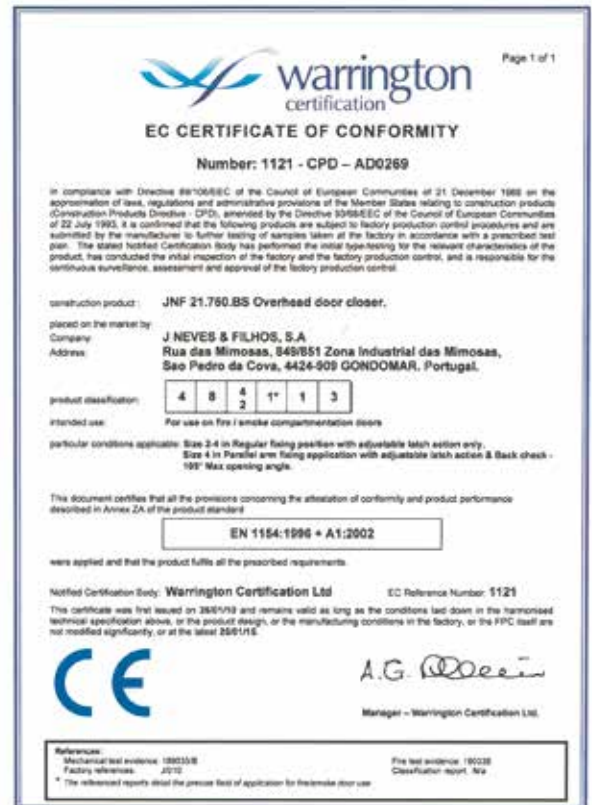 Page 1 of 1
warrington
certification
EC CERTIFICATE OF CONFORMITY
Number: 1121 - CPD – AD0269
In compliance with Directive 89/106/EEC of the Council of European Communities of 21 December 1988 on the
approximation of laws, regulations and administrative provisions of the Member States relating to construction products
(Construction Products Directive - CPD), amended by the Directive 93/68/EEC of the Council of European Communities
of 22 July 1993, it is confirmed that the following products are subject to factory production control procedures and are
submitted by the manufacturer to further testing of samples taken at the factory in accordance with a prescribed test
plan. The stated Notified Certification Body has performed the initial type-testing for the relevant characteristics of the
product, has conducted the initial inspection of the factory and the factory production control, and is responsible for the
continuous surveillance, assessment and approval of the factory production control.
construction product : JNF 21.760.BS Overhead door closer.
placed on the market by
Company: J NEVES & FILHOS, S.A
Address: Rua das Mimosas, 849/851 Zona Industrial das Mimosas,
Sao Pedro da Cova, 4424-909 GONDOMAR. Portugal.
product classification: 4 8 4 2 1* 1 3
intended use: For use on fire / smoke compartmentation doors
particular conditions applicable: Size 2-4 in Regular fixing position with adjustable latch action only.
Size 4 in Parallel arm fixing application with adjustable latch action & Back check -
105° Max opening angle.
This document certifies that all the provisions concerning the attestation of conformity and product performance
described in Annex ZA of the product standard
EN 1154:1996 + A1:2002
were applied and that the product fulfils all the prescribed requirements.
Notified Certification Body: Warrington Certification Ltd EC Reference Number: 1121
This certificate was first issued on 26/01/10 and remains valid as long as the conditions laid down in the harmonised
technical specification above, or the product design, or the manufacturing conditions in the factory, or the FPC itself are
not modified significantly, or at the latest 26/01/15.
CE
A.G.
Manager – Warrington Certification Ltd.
References:
Mechanical test evidence: Fire test evidence:
Factory references: J/010 Classification report: N/a
* The referenced reports detail the precise field of application for fire/smoke door use